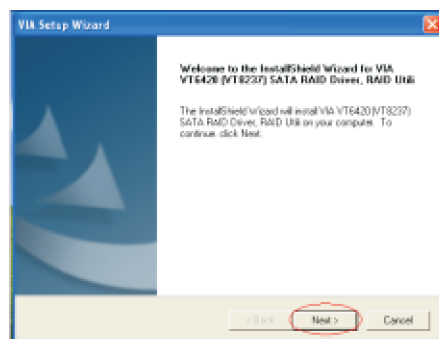 VIA Setup Wizard
Welcome to the InstallShield Wizard for VIA
VT6420 (VT8237) SATA RAID Driver, RAID Utili
The InstallShield Wizard will install VIA VT6420 (VT8237)
SATA RAID Driver, RAID Utili on your computer. To
continue, click Next.
< Back
Next >
Cancel